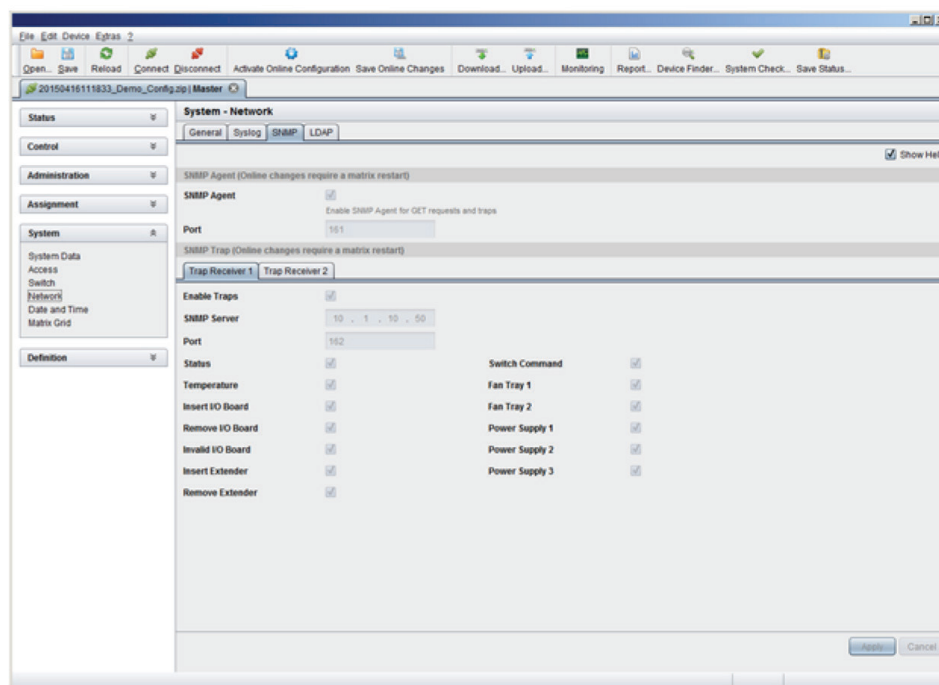 File Edit Device Extras ?
Open... Save Reload Connect Disconnect Activate Online Configuration Save Online Changes Download... Upload... Monitoring Report... Device Finder... System Check... Save Status...
20150416111833_Demo_Config.zip | Master
Status
Control
Administration
Assignment
System
System Data
Access
Switch
Network
Date and Time
Matrix Grid
Definition
System - Network
General Syslog SNMP LDAP
Show Hel
SNMP Agent (Online changes require a matrix restart)
SNMP Agent
Enable SNMP Agent for GET requests and traps
Port 161
SNMP Trap (Online changes require a matrix restart)
Trap Receiver 1 Trap Receiver 2
Enable Traps
SNMP Server 10 . 1 . 10 . 50
Port 162
Status Switch Command
Temperature Fan Tray 1
Insert I/O Board Fan Tray 2
Remove I/O Board Power Supply 1
Invalid I/O Board Power Supply 2
Insert Extender Power Supply 3
Remove Extender
Apply Cancel